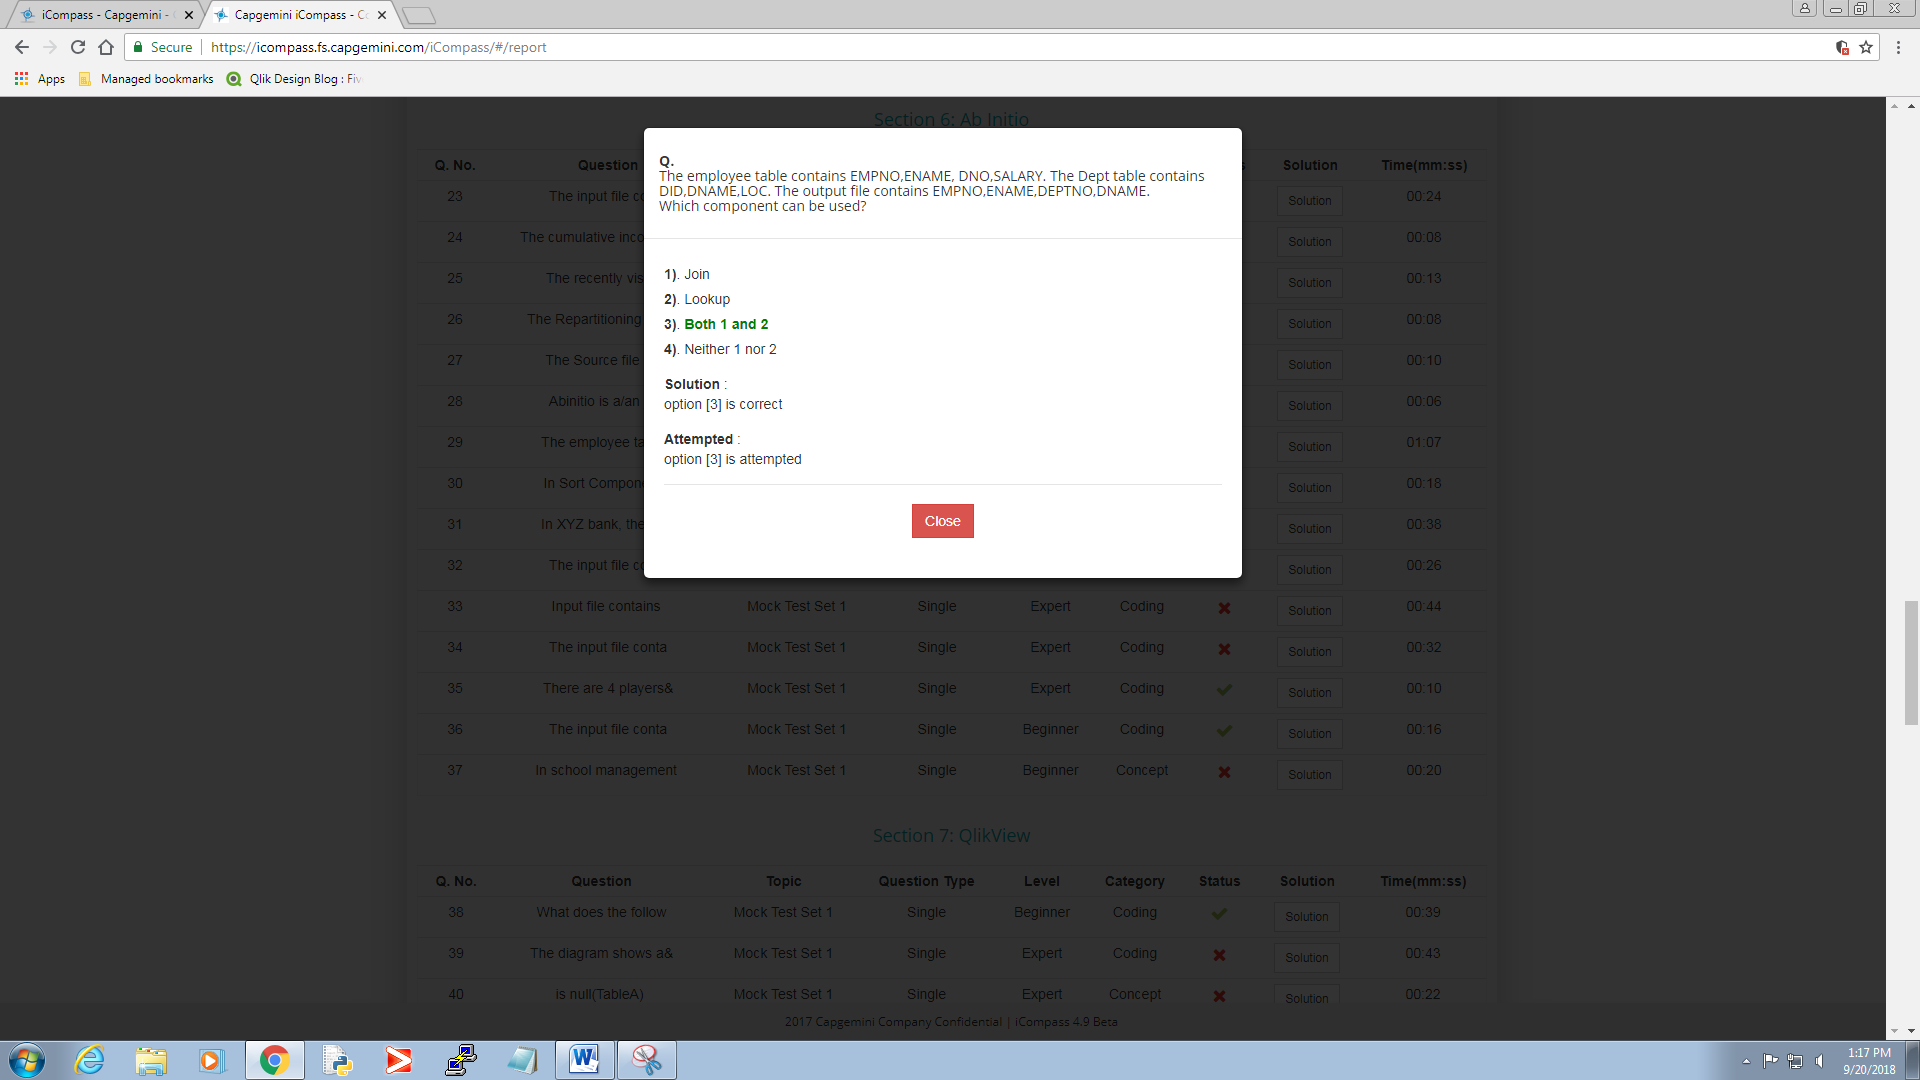 iCompass - Capgemini -
Capgemini iCompass - Co
Secure
https://icompass.fs.capgemini.com/iCompass/#/report
Apps
Managed bookmarks
Qlik Design Blog : Fiv
Section 6: Ab Initio
Q. No. Question Solution Time(mm:ss)
Q.
The employee table contains EMPNO,ENAME, DNO,SALARY. The Dept table contains
DID,DNAME,LOC. The output file contains EMPNO,ENAME,DEPTNO,DNAME.
Which component can be used?
1). Join
2). Lookup
3). Both 1 and 2
4). Neither 1 nor 2
Solution :
option [3] is correct
Attempted :
option [3] is attempted
Close
23 The input file co Solution 00:24
24 The cumulative inco Solution 00:08
25 The recently vis Solution 00:13
26 The Repartitioning Solution 00:08
27 The Source file Solution 00:10
28 Abinitio is a/an Solution 00:06
29 The employee ta Solution 01:07
30 In Sort Compone Solution 00:18
31 In XYZ bank, the Solution 00:38
32 The input file co Solution 00:26
33 Input file contains Mock Test Set 1 Single Expert Coding Solution 00:44
34 The input file conta Mock Test Set 1 Single Expert Coding Solution 00:32
35 There are 4 players& Mock Test Set 1 Single Expert Coding Solution 00:10
36 The input file conta Mock Test Set 1 Single Beginner Coding Solution 00:16
37 In school management Mock Test Set 1 Single Beginner Concept Solution 00:20
Section 7: QlikView
Q. No. Question Topic Question Type Level Category Status Solution Time(mm:ss)
38 What does the follow Mock Test Set 1 Single Beginner Coding Solution 00:39
39 The diagram shows a& Mock Test Set 1 Single Expert Coding Solution 00:43
40 is null(TableA) Mock Test Set 1 Single Expert Concept Solution 00:22
2017 Capgemini Company Confidential | iCompass 4.9 Beta
1:17 PM
9/20/2018